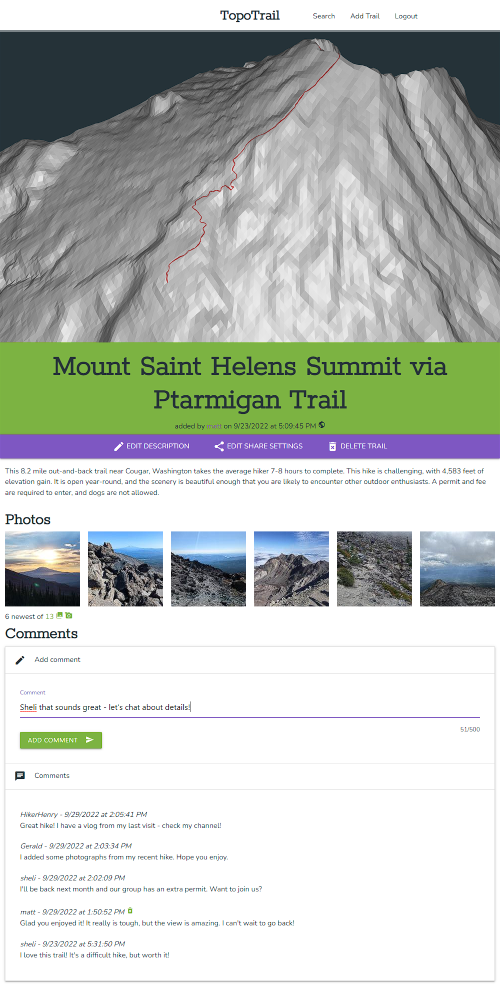 TopoTrail Search Add Trail Logout
Mount Saint Helens Summit via
Ptarmigan Trail
added by matt on 9/23/2022 at 5:09:45 PM
EDIT DESCRIPTION EDIT SHARE SETTINGS DELETE TRAIL
This 8.2 mile out-and-back trail near Cougar, Washington takes the average hiker 7-8 hours to complete. This hike is challenging, with 4,583 feet of
elevation gain. It is open year-round, and the scenery is beautiful enough that you are likely to encounter other outdoor enthusiasts. A permit and fee
are required to enter, and dogs are not allowed.
Photos
6 newest of 13
Comments
Add comment
Comment
Sheli that sounds great - let's chat about details!
51/500
ADD COMMENT
Comments
HikerHenry - 9/29/2022 at 2:05:41 PM
Great hike! I have a vlog from my last visit - check my channel!
Gerald - 9/29/2022 at 2:03:34 PM
I added some photographs from my recent hike. Hope you enjoy.
sheli - 9/29/2022 at 2:02:09 PM
I'll be back next month and our group has an extra permit. Want to join us?
matt - 9/29/2022 at 1:50:52 PM
Glad you enjoyed it! It really is tough, but the view is amazing. I can't wait to go back!
sheli - 9/23/2022 at 5:31:50 PM
I love this trail! It's a difficult hike, but worth it!